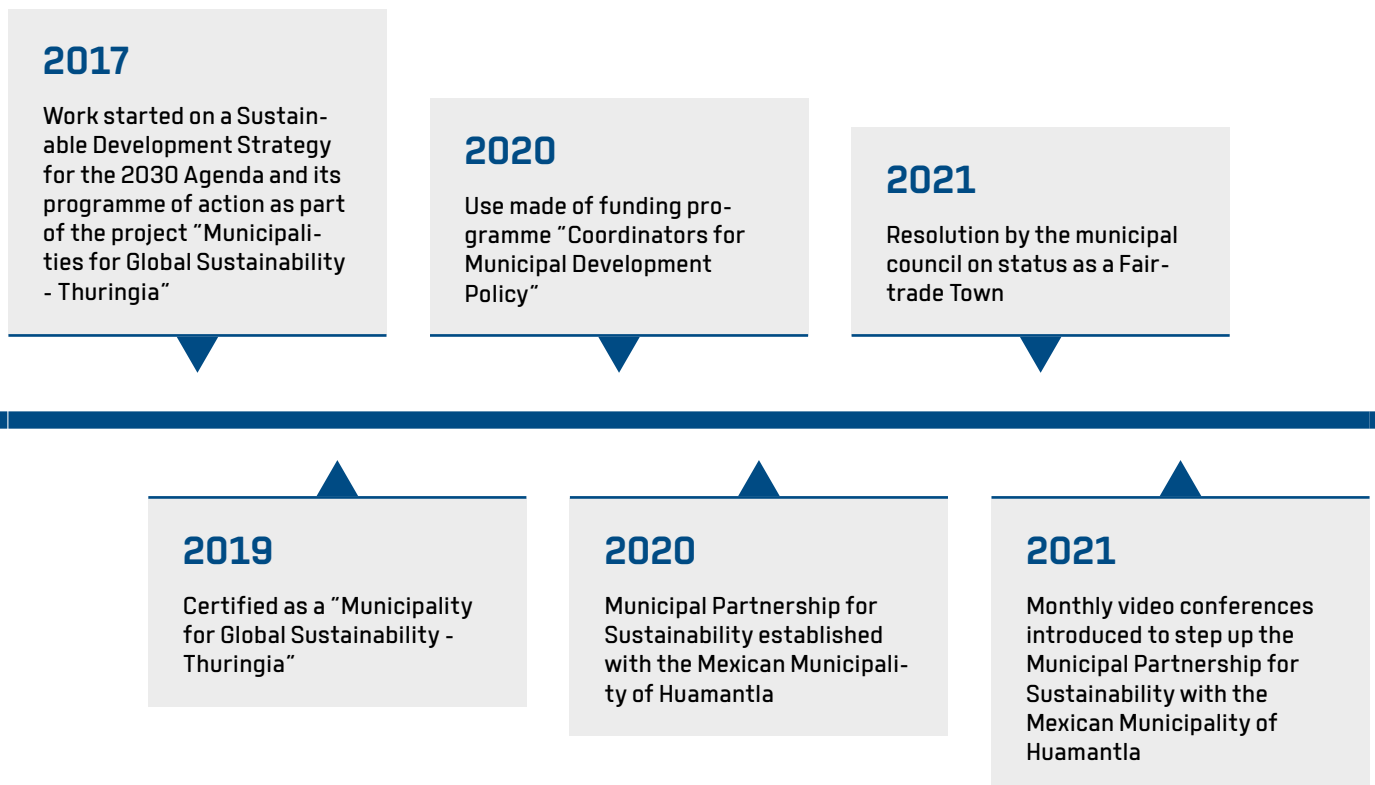 2017
Work started on a Sustain-
able Development Strategy
for the 2030 Agenda and its
programme of action as part
of the project “Municipali-
ties for Global Sustainability
- Thuringia”
2019
Certified as a “Municipality
for Global Sustainability -
Thuringia”
2020
Use made of funding pro-
gramme “Coordinators for
Municipal Development
Policy”
2020
Municipal Partnership for
Sustainability established
with the Mexican Municipali-
ty of Huamantla
2021
Resolution by the municipal
council on status as a Fair-
trade Town
2021
Monthly video conferences
introduced to step up the
Municipal Partnership for
Sustainability with the
Mexican Municipality of
Huamantla